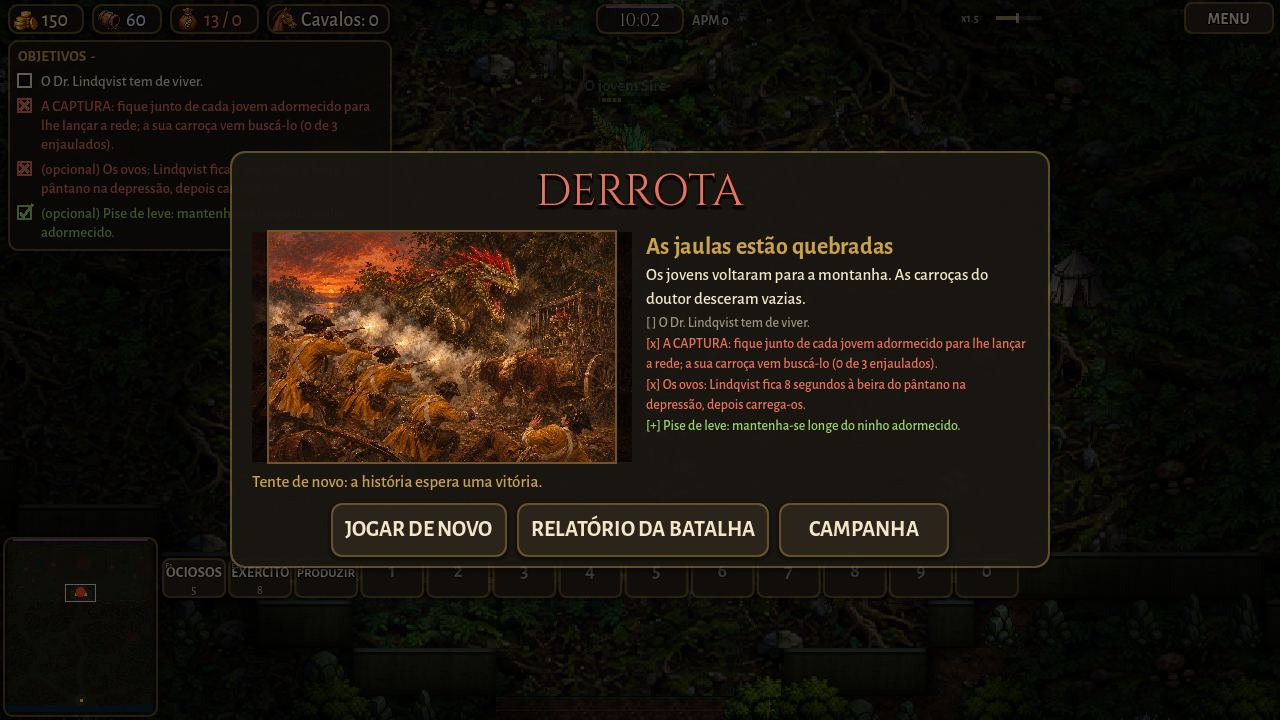 150
60
13 / 0
Cavalos: 0
10:02
APM 0
x1.5
MENU
OBJETIVOS -
O Dr. Lindqvist tem de viver.
A CAPTURA: fique junto de cada jovem adormecido para
lhe lançar a rede; a sua carroça vem buscá-lo (0 de 3
enjaulados).
(opcional) Os ovos: Lindqvist fica
pântano na depressão, depois
(opcional) Pise de leve:
adormecido.
O jovem Sire
DERROTA
As jaulas estão quebradas
Os jovens voltaram para a montanha. As carroças do
doutor desceram vazias.
[ ] O Dr. Lindqvist tem de viver.
[x] A CAPTURA: fique junto de cada jovem adormecido para lhe lançar
a rede; a sua carroça vem buscá-lo (0 de 3 enjaulados).
[x] Os ovos: Lindqvist fica 8 segundos à beira do pântano na
depressão, depois carrega-os.
[+] Pise de leve: mantenha-se longe do ninho adormecido.
Tente de novo: a história espera uma vitória.
JOGAR DE NOVO
RELATÓRIO DA BATALHA
CAMPANHA
OCIOSOS
5
EXÉRCITO
8
PRODUZIR
1
2
3
4
5
6
7
8
9
0